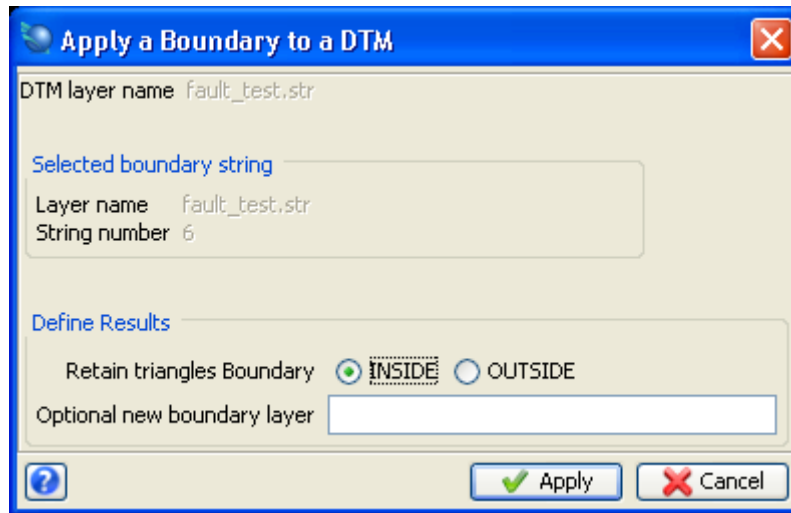 Apply a Boundary to a DTM
DTM layer name fault_test.str
Selected boundary string
Layer name fault_test.str
String number 6
Define Results
Retain triangles Boundary INSIDE OUTSIDE
Optional new boundary layer
? Apply Cancel